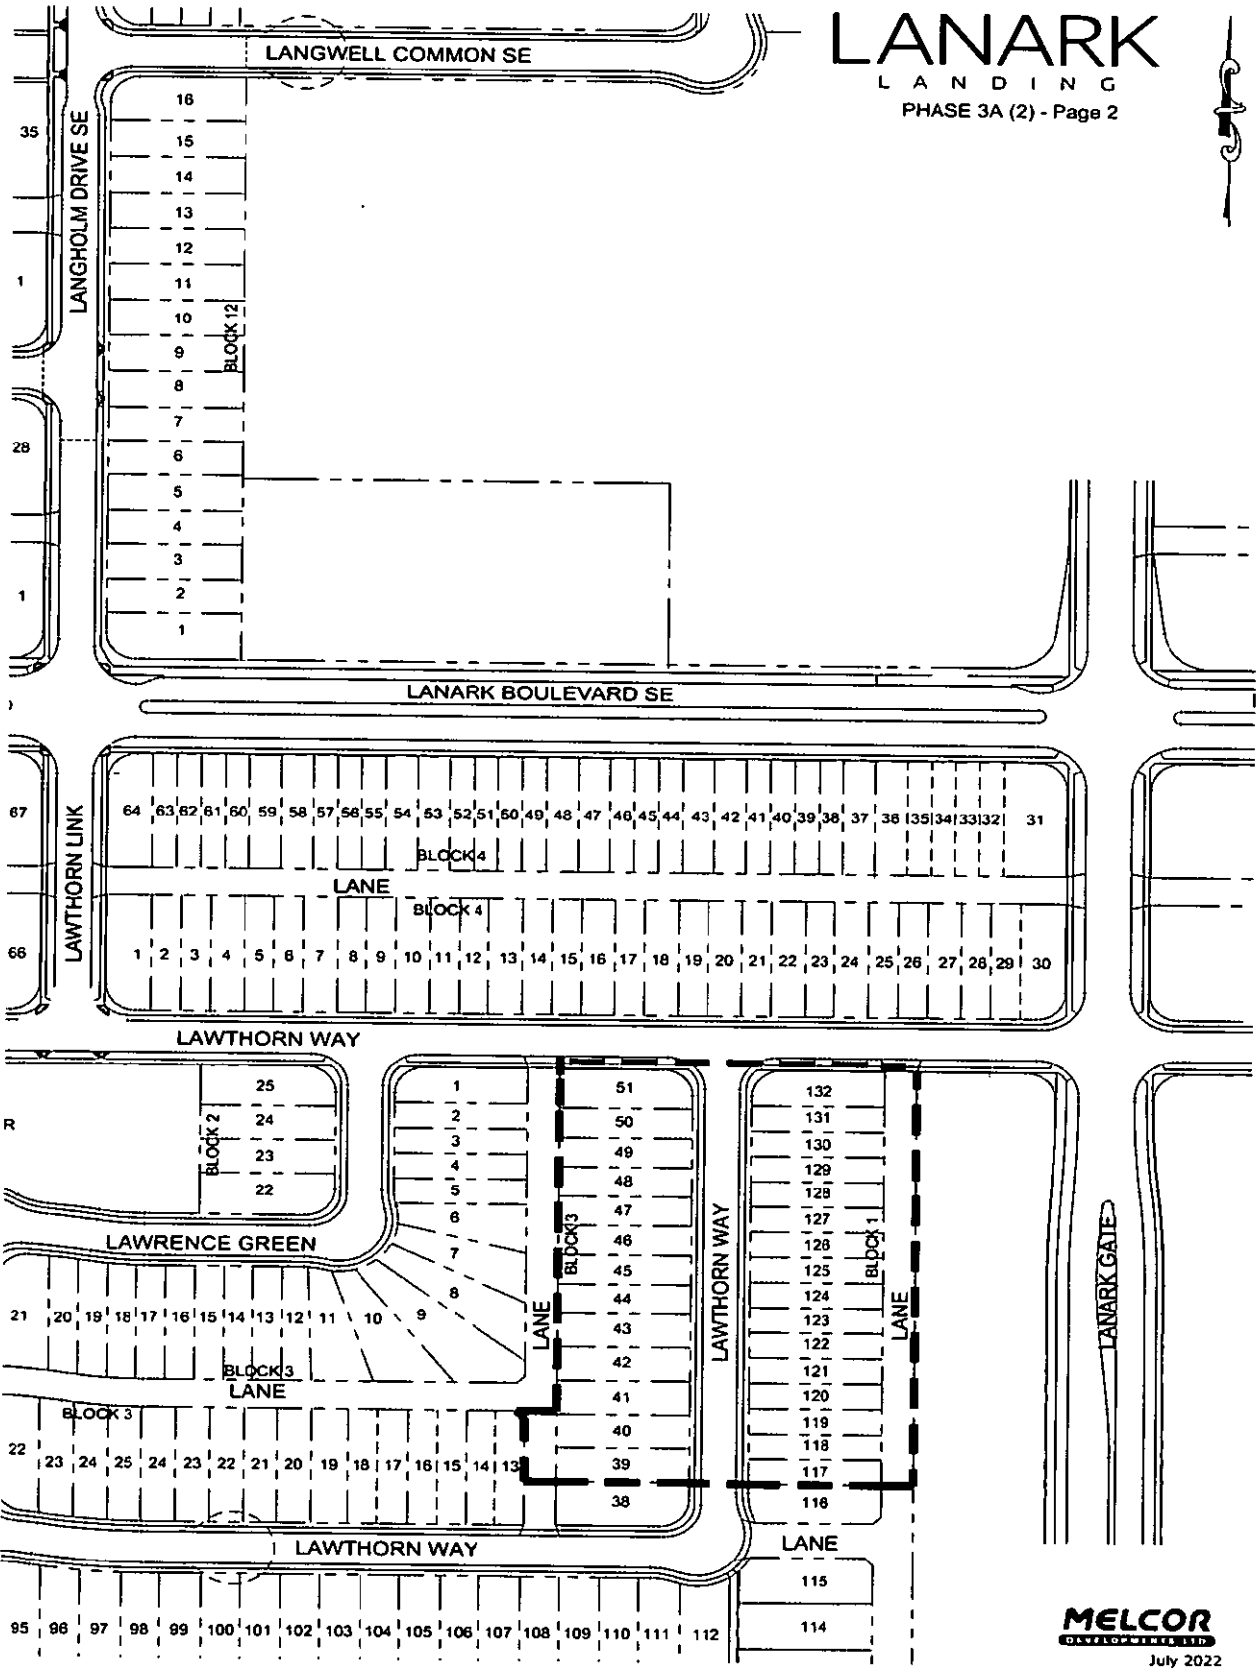 LANARK
LANDING
PHASE 3A (2) - Page 2
LANGWELL COMMON SE
LANGHOLM DRIVE SE
35
1
28
1
16
15
14
13
12
11
10
9
8
7
6
5
4
3
2
1
BLOCK 12
LANARK BOULEVARD SE
67
66
LAWTHORN LINK
64 63 62 61 60 59 58 57 56 55 54 53 52 51 50 49 48 47 46 45 44 43 42 41 40 39 38 37 36 35 34 33 32 31
BLOCK 4
LANE
BLOCK 4
1 2 3 4 5 6 7 8 9 10 11 12 13 14 15 16 17 18 19 20 21 22 23 24 25 26 27 28 29 30
LAWTHORN WAY
R
BLOCK 2
25
24
23
22
LAWRENCE GREEN
1
2
3
4
5
6
7
8
9
10
21 20 19 18 17 16 15 14 13 12 11
BLOCK 3
LANE
BLOCK 3
22 23 24 25 24 23 22 21 20 19 18 17 16 15 14 13
LANE
BLOCK 3
51
50
49
48
47
46
45
44
43
42
41
40
39
38
LAWTHORN WAY
132
131
130
129
128
127
126
125
124
123
122
121
120
119
118
117
116
BLOCK 1
LANE
LANARK GATE
LAWTHORN WAY
LANE
115
114
95 96 97 98 99 100 101 102 103 104 105 106 107 108 109 110 111 112
MELCOR
DEVELOPMENTS LTD
July 2022